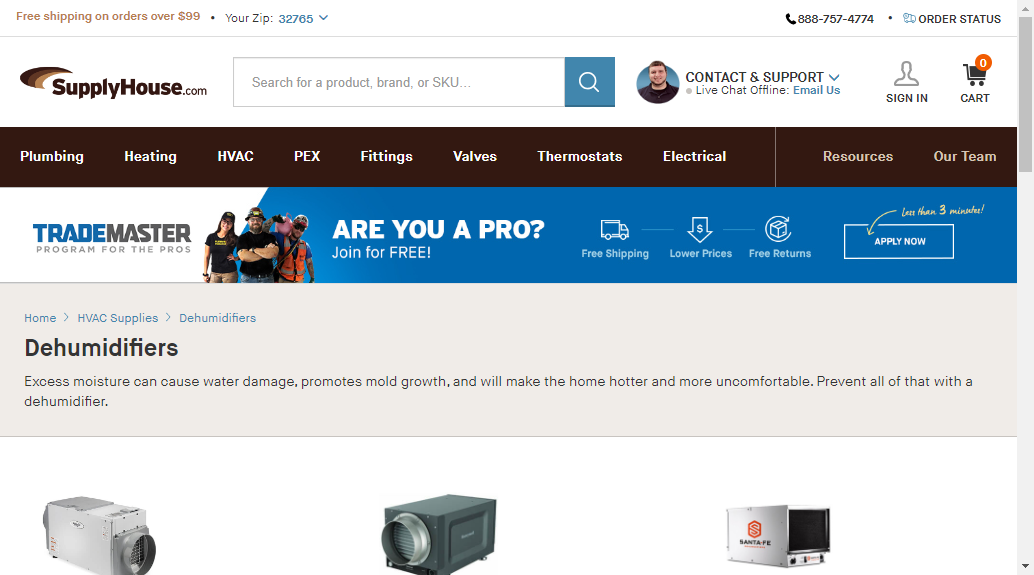 Free shipping on orders over $99 • Your Zip: 32765
888-757-4774 • ORDER STATUS
SupplyHouse.com
Search for a product, brand, or SKU...
CONTACT & SUPPORT
Live Chat Offline: Email Us
SIGN IN
0
CART
Plumbing Heating HVAC PEX Fittings Valves Thermostats Electrical Resources Our Team
TRADEMASTER
PROGRAM FOR THE PROS
ARE YOU A PRO?
Join for FREE!
Free Shipping
$
Lower Prices
Free Returns
Less than 3 minutes!
APPLY NOW
Home > HVAC Supplies > Dehumidifiers
Dehumidifiers
Excess moisture can cause water damage, promotes mold growth, and will make the home hotter and more uncomfortable. Prevent all of that with a
dehumidifier.
SANTA-FE